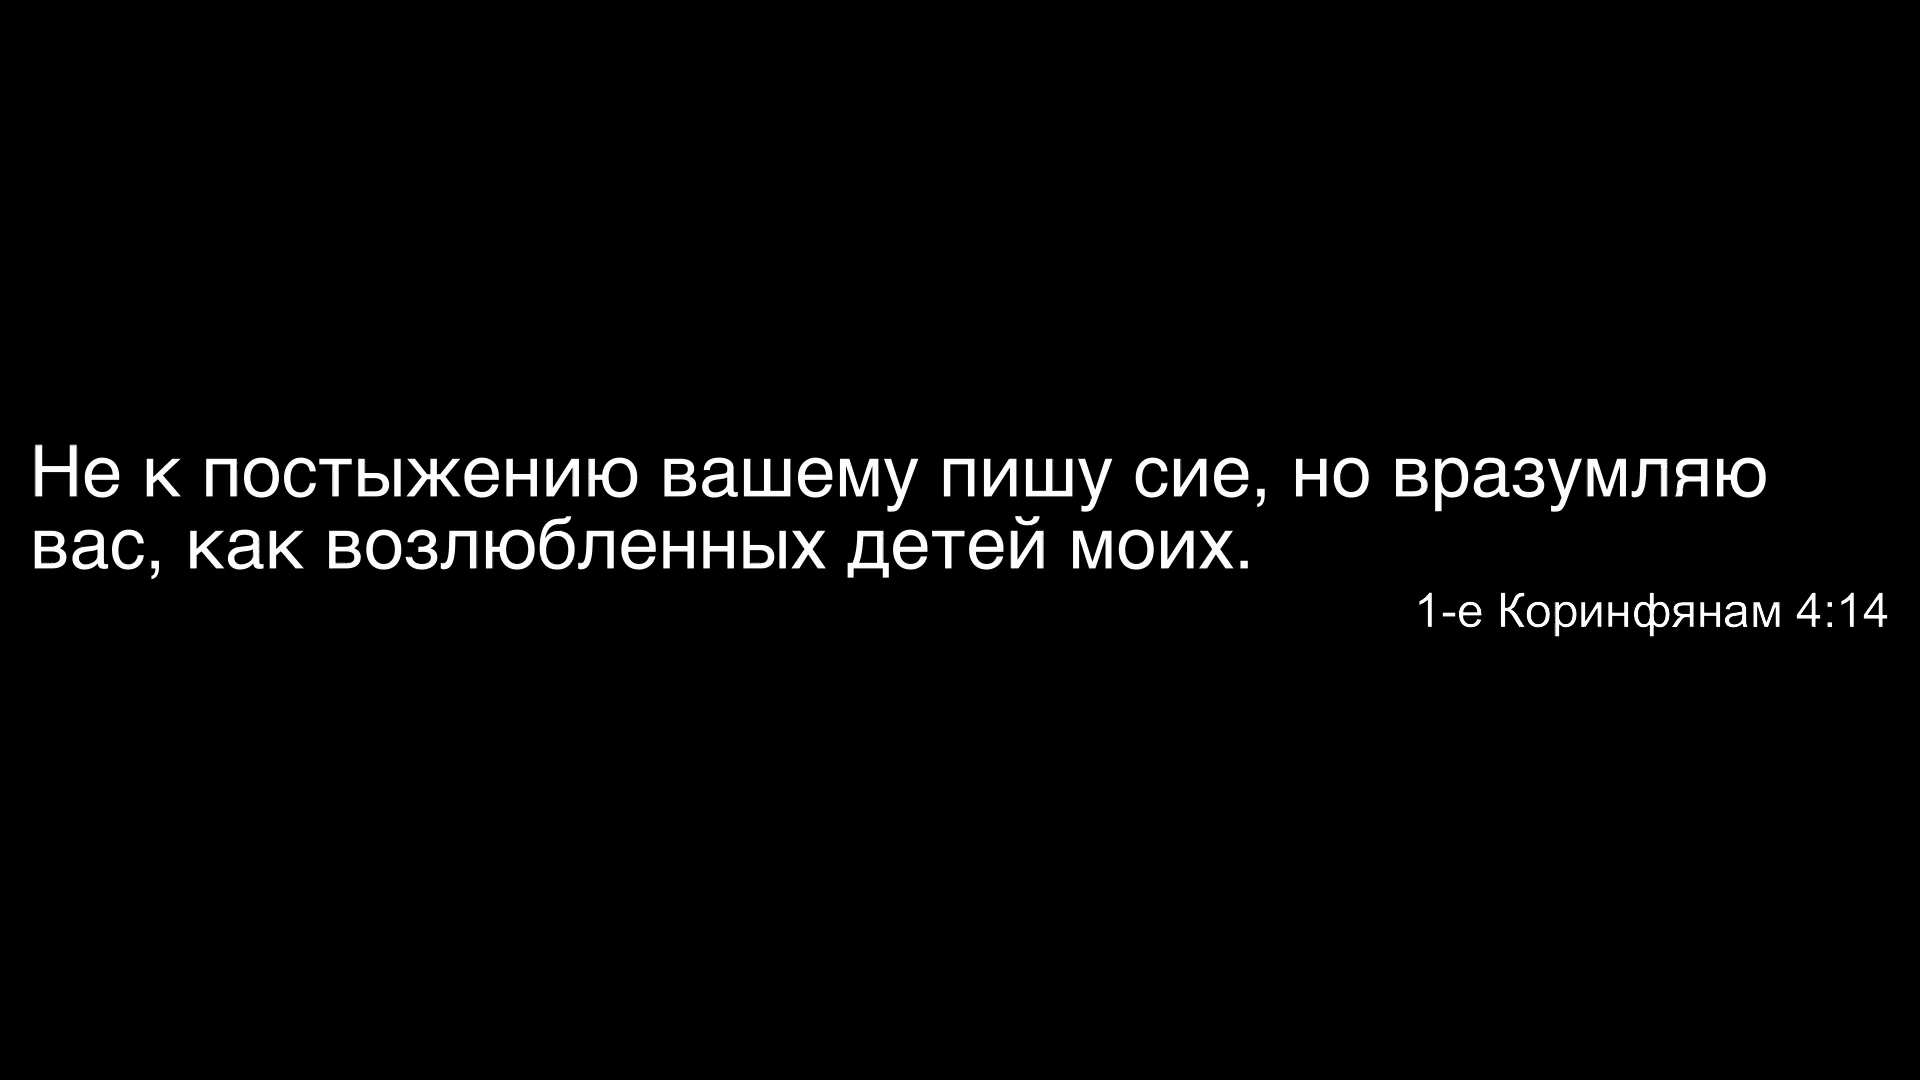 Не к постыжению вашему пишу сие, но вразумляю
вас, как возлюбленных детей моих.
1-е Коринфянам 4:14